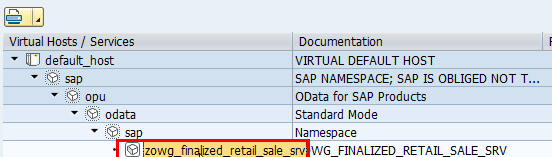 Virtual Hosts / Services Documentation
default_host VIRTUAL DEFAULT HOST
sap SAP NAMESPACE; SAP IS OBLIGED NOT T...
opu OData for SAP Products
odata Standard Mode
sap Namespace
zowg_finalized_retail_sale_srv WG_FINALIZED_RETAIL_SALE_SRV